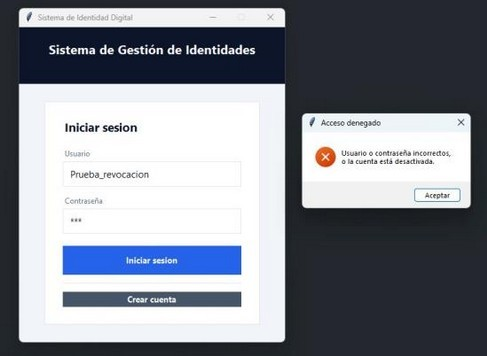 Sistema de Identidad Digital
Sistema de Gestión de Identidades
Iniciar sesion
Usuario
Prueba_revocacion
Contraseña
***
Iniciar sesion
Crear cuenta
Acceso denegado
Usuario o contraseña incorrectos,
o la cuenta está desactivada.
Aceptar